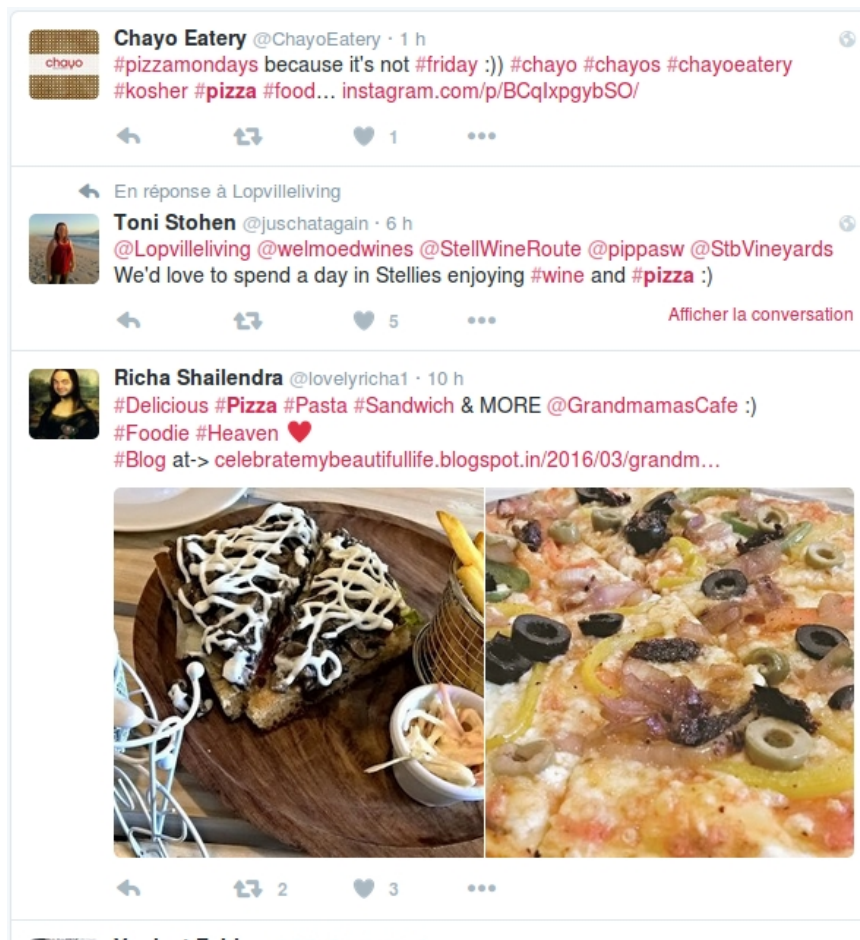 chayo
Chayo Eatery @ChayoEatery · 1 h
#pizzamondays because it's not #friday :)) #chayo #chayos #chayoeatery
#kosher #pizza #food… instagram.com/p/BCqIxpgybSO/
1
En réponse à Lopvilleliving
Toni Stohen @juschatagain · 6 h
@Lopvilleliving @welmoedwines @StellWineRoute @pippasw @StbVineyards
We'd love to spend a day in Stellies enjoying #wine and #pizza :)
5
Afficher la conversation
Richa Shailendra @lovelyricha1 · 10 h
#Delicious #Pizza #Pasta #Sandwich & MORE @GrandmamasCafe :)
#Foodie #Heaven ♥
#Blog at-> celebratemybeautifullife.blogspot.in/2016/03/grandm…
2 3